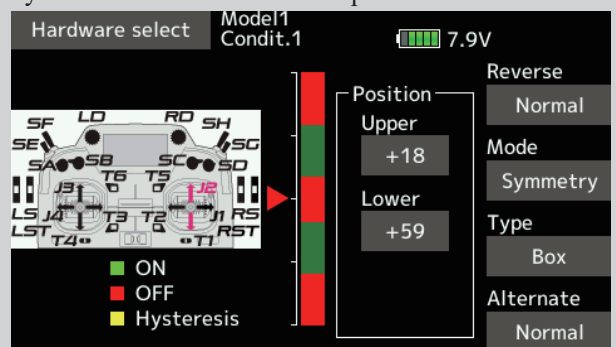 Hardware select
Model1
Condit.1
7.9V
SF
LD
RD
SH
SE
SG
SA
SB
SC
SD
T6
T5
J3
J2
LS
J4
T3
T2
J1
RS
LST
T4
T1
RST
ON
OFF
Hysteresis
Position
Upper
+18
Lower
+59
Reverse
Normal
Mode
Symmetry
Type
Box
Alternate
Normal